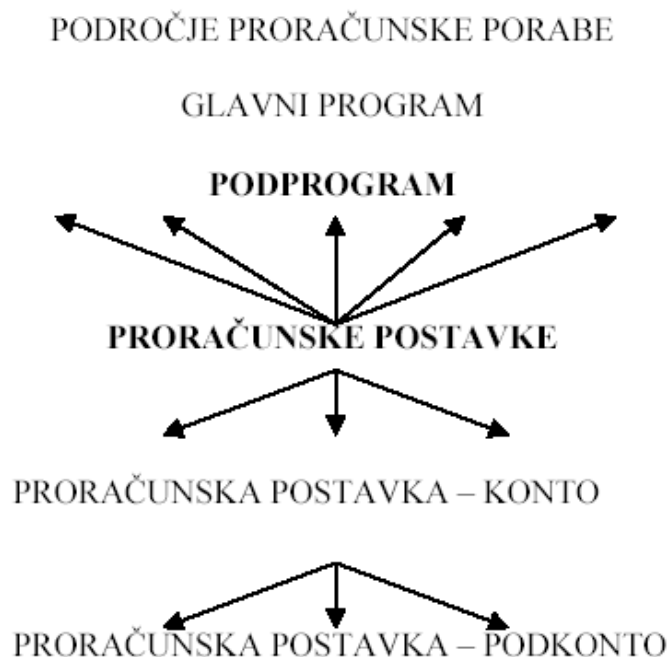 PODROČJE PRORAČUNSKE PORABE
GLAVNI PROGRAM
PODPROGRAM
PRORAČUNSKE POSTAVKE
PRORAČUNSKA POSTAVKA – KONTO
PRORAČUNSKA POSTAVKA – PODKONTO